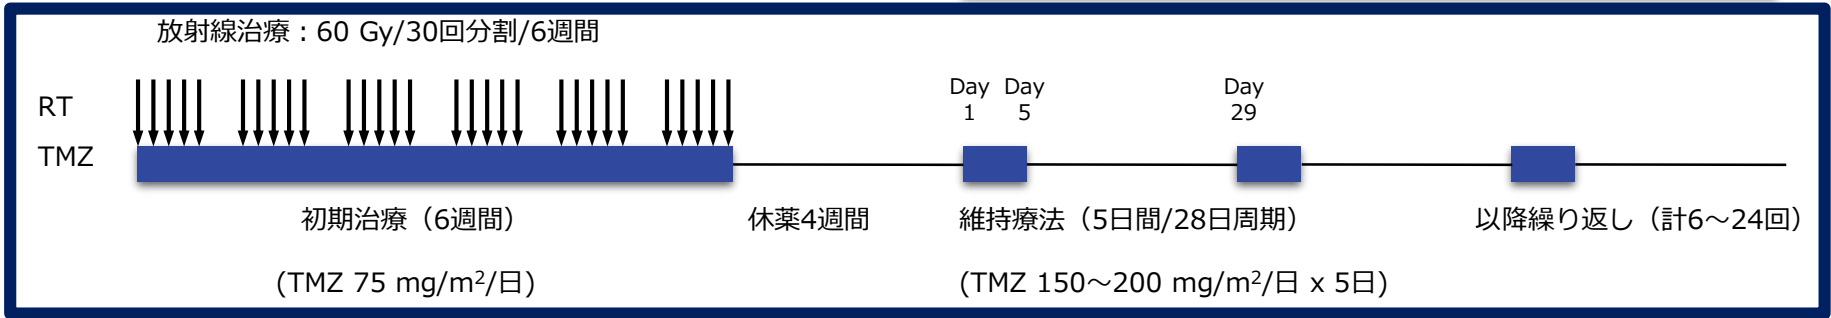 放射線治療：60 Gy/30回分割/6週間
RT
Day Day Day
1 5 29
TMZ
初期治療（6週間） 休薬4週間 維持療法（5日間/28日周期） 以降繰り返し（計6～24回）
(TMZ 75 mg/m²/日) (TMZ 150～200 mg/m²/日 x 5日)